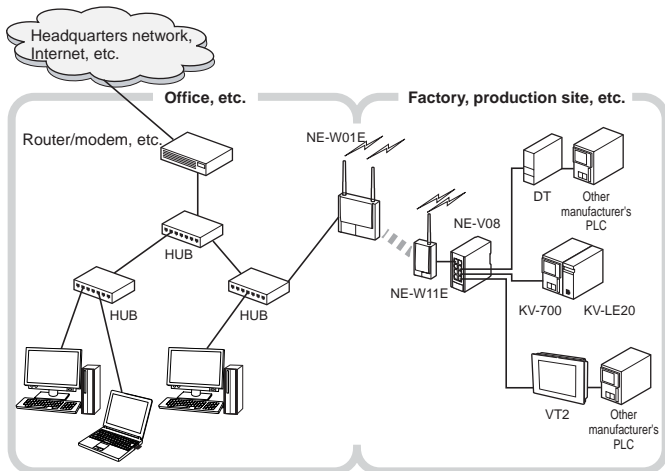 Headquarters network,
Internet, etc.
Office, etc.
Factory, production site, etc.
Router/modem, etc.
NE-W01E
HUB
HUB
HUB
NE-W11E
NE-V08
DT
Other
manufacturer's
PLC
KV-700
KV-LE20
VT2
Other
manufacturer's
PLC